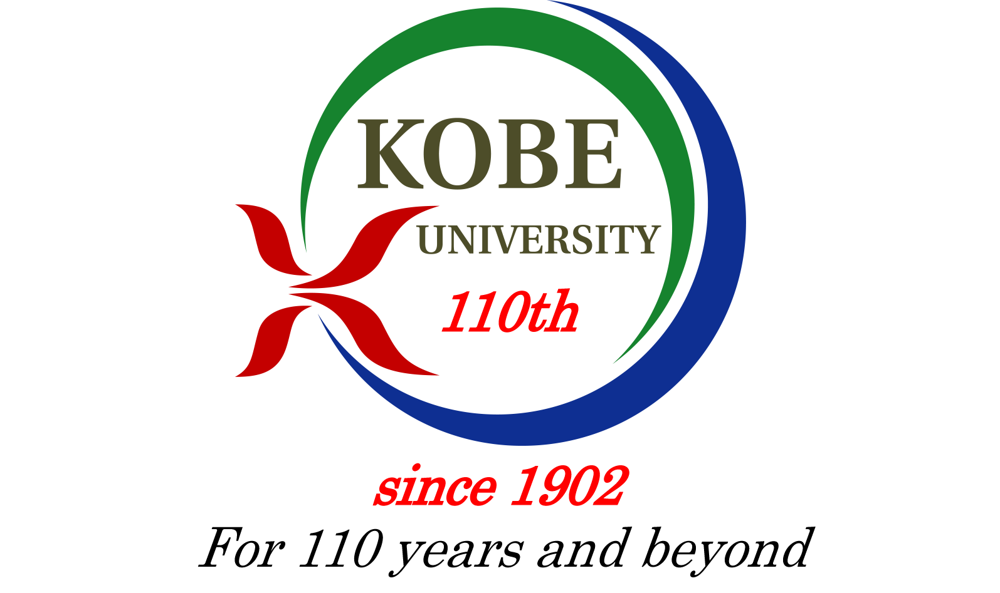 KOBE
UNIVERSITY
110th
since 1902
For 110 years and beyond